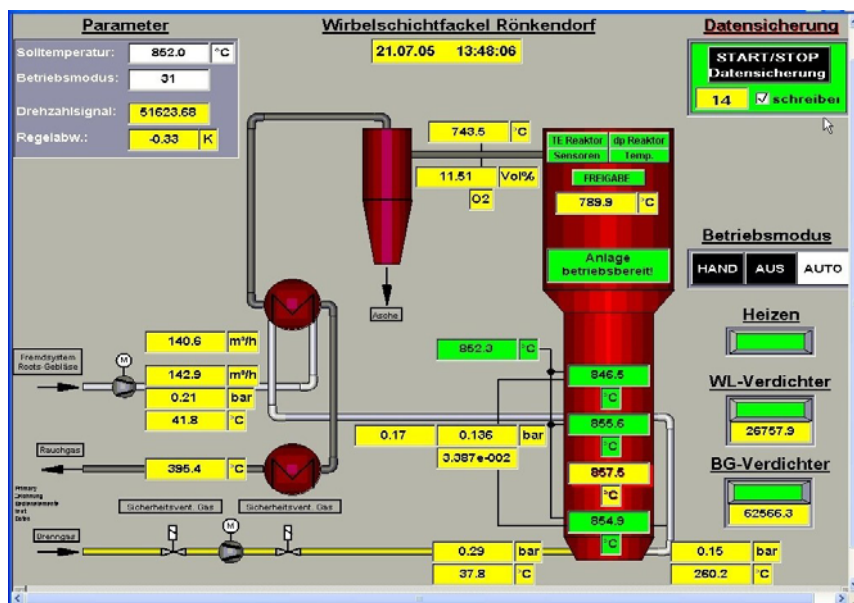 Parameter
Wirbelschichtfackel Rönkendorf
Datensicherung
21.07.05 13:48:06
Solltemperatur: 852.0 °C
Betriebsmodus: 31
Drehzahlsignal: 51623.68
Regelabw.: -0.33 K
START/STOP
Datensicherung
14 schreiben
743.5 °C
11.51 Vol%
O2
TE Reaktor dp Reaktor
Sensoren Temp.
FREIGABE
789.9 °C
Anlage
betriebsbereit!
Betriebsmodus
HAND AUS AUTO
Asche
Heizen
Fremdsystem
Roots-Gebläse
M
140.6 m³/h
142.9 m³/h
0.21 bar
41.8 °C
852.3 °C
846.5
°C
855.6
°C
857.5
°C
854.9
°C
WL-Verdichter
26757.9
0.17 0.136 bar
3.387e-002
Rauchgas
395.4 °C
BG-Verdichter
62566.3
Primary
Sicherheitsvent. Gas Sicherheitsvent. Gas
M
Brenngas
0.29 bar
37.8 °C
0.15 bar
260.2 °C